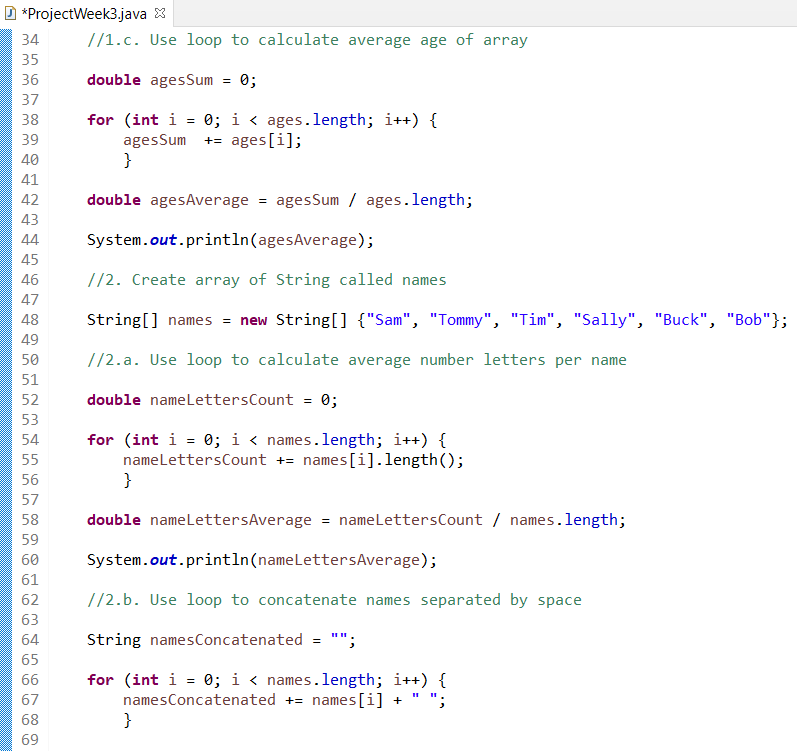 *ProjectWeek3.java
34 //1.c. Use loop to calculate average age of array
35
36 double agesSum = 0;
37
38 for (int i = 0; i < ages.length; i++) {
39 agesSum  += ages[i];
40 }
41
42 double agesAverage = agesSum / ages.length;
43
44 System.out.println(agesAverage);
45
46 //2. Create array of String called names
47
48 String[] names = new String[] {"Sam", "Tommy", "Tim", "Sally", "Buck", "Bob"};
49
50 //2.a. Use loop to calculate average number letters per name
51
52 double nameLettersCount = 0;
53
54 for (int i = 0; i < names.length; i++) {
55 nameLettersCount += names[i].length();
56 }
57
58 double nameLettersAverage = nameLettersCount / names.length;
59
60 System.out.println(nameLettersAverage);
61
62 //2.b. Use loop to concatenate names separated by space
63
64 String namesConcatenated = "";
65
66 for (int i = 0; i < names.length; i++) {
67 namesConcatenated += names[i] + " ";
68 }
69